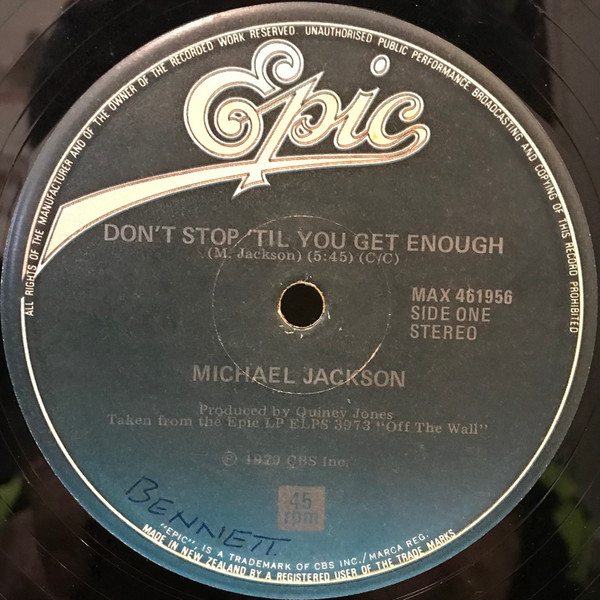 ALL RIGHTS OF THE MANUFACTURER AND OF THE OWNER OF THE RECORDED WORK RESERVED. UNAUTHORISED PUBLIC PERFORMANCE BROADCASTING AND COPYING OF THIS RECORD PROHIBITED
Epic
DON'T STOP 'TIL YOU GET ENOUGH
(M. Jackson) (5:45) (C/C)
MAX 461956
SIDE ONE
STEREO
MICHAEL JACKSON
Produced by Quincy Jones
Taken from the Epic LP ELPS 3973 "Off The Wall"
Ⓟ 1979 CBS Inc.
BENNETT
45
rpm
"EPIC" IS A TRADEMARK OF CBS INC./MARCA REG.
MADE IN NEW ZEALAND BY A REGISTERED USER OF THE TRADE MARKS